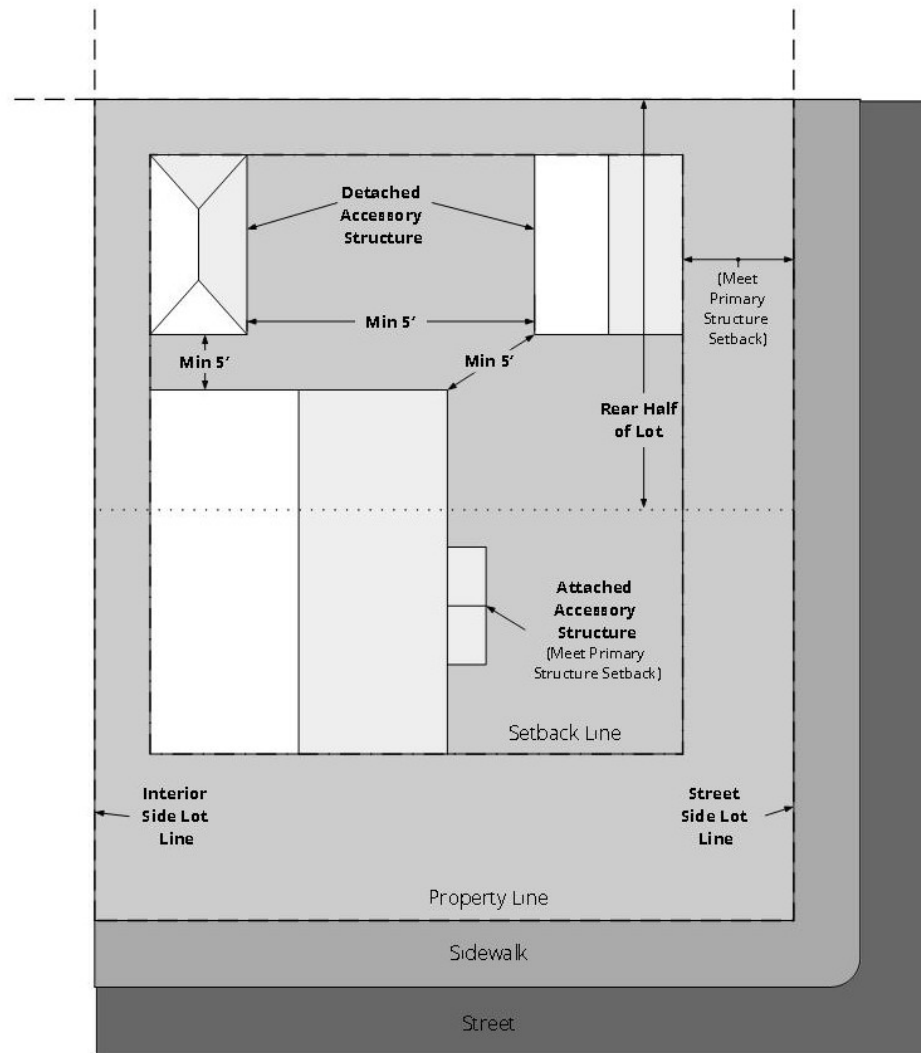 Detached
Accessory
Structure
(Meet
Primary
Structure
Setback)
Min 5'
Min 5'
Min 5'
Rear Half
of Lot
Attached
Accessory
Structure
(Meet Primary
Structure Setback)
Setback Line
Interior
Side Lot
Line
Street
Side Lot
Line
Property Line
Sidewalk
Street